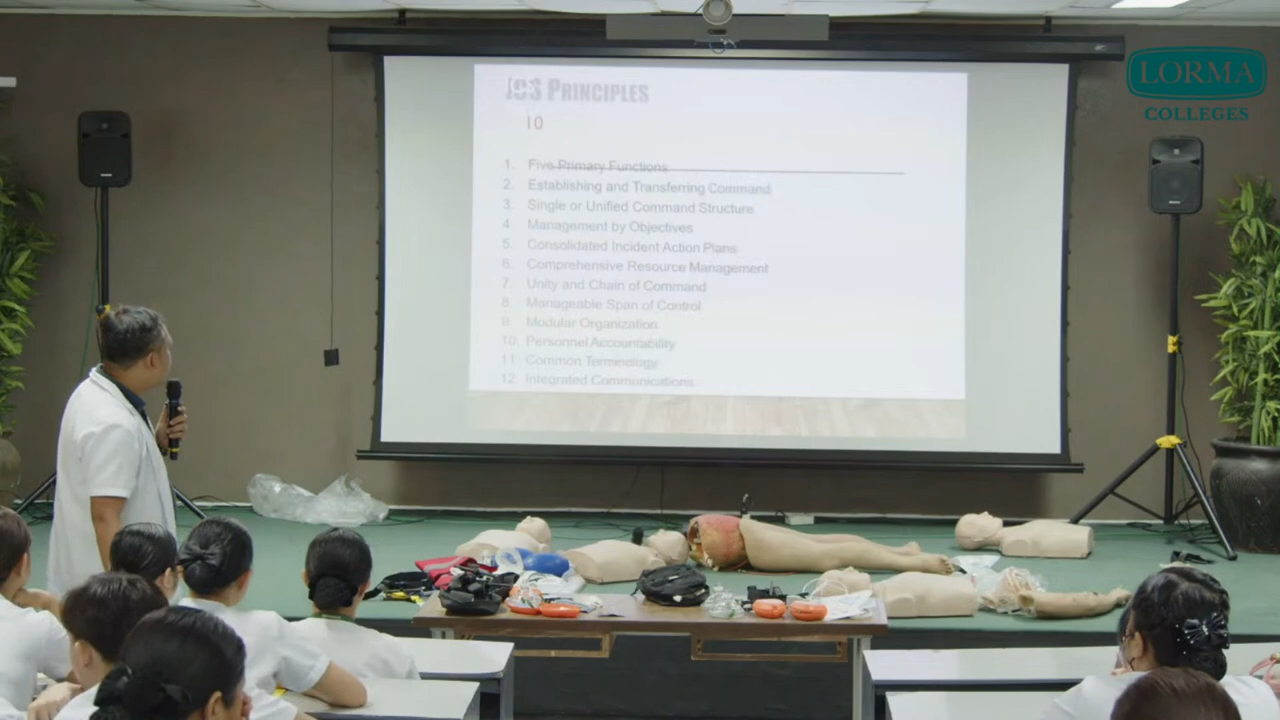 LORMA
COLLEGES
ICS PRINCIPLES
10
1. Five Primary Functions
2. Establishing and Transferring Command
3. Single or Unified Command Structure
4. Management by Objectives
5. Consolidated Incident Action Plans
6. Comprehensive Resource Management
7. Unity and Chain of Command
8. Manageable Span of Control
9. Modular Organization
10. Personnel Accountability
11. Common Terminology
12. Integrated Communications